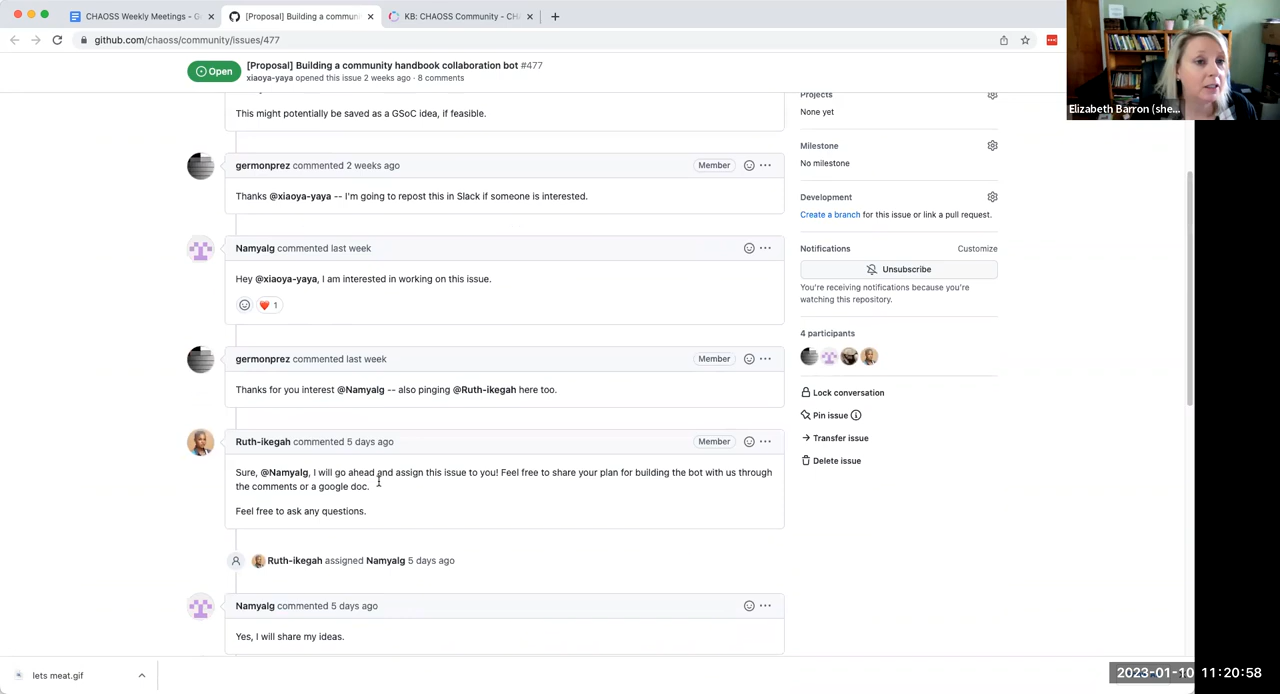 CHAOSS Weekly Meetings - G
[Proposal] Building a commun
KB: CHAOSS Community - CHA
github.com/chaoss/community/issues/477
Elizabeth Barron (she...
Open
[Proposal] Building a community handbook collaboration bot #477
xiaoya-yaya opened this issue 2 weeks ago · 8 comments
This might potentially be saved as a GSoC idea, if feasible.
germonprez commented 2 weeks ago
Member
Thanks @xiaoya-yaya -- I'm going to repost this in Slack if someone is interested.
Namyalg commented last week
Hey @xiaoya-yaya, I am interested in working on this issue.
1
germonprez commented last week
Member
Thanks for you interest @Namyalg -- also pinging @Ruth-ikegah here too.
Ruth-ikegah commented 5 days ago
Member
Sure, @Namyalg, I will go ahead and assign this issue to you! Feel free to share your plan for building the bot with us through
the comments or a google doc.
Feel free to ask any questions.
Ruth-ikegah assigned Namyalg 5 days ago
Namyalg commented 5 days ago
Yes, I will share my ideas.
Projects
None yet
Milestone
No milestone
Development
Create a branch for this issue or link a pull request.
Notifications
Customize
Unsubscribe
You're receiving notifications because you're
watching this repository.
4 participants
Lock conversation
Pin issue
Transfer issue
Delete issue
lets meat.gif
2023-01-10 11:20:58